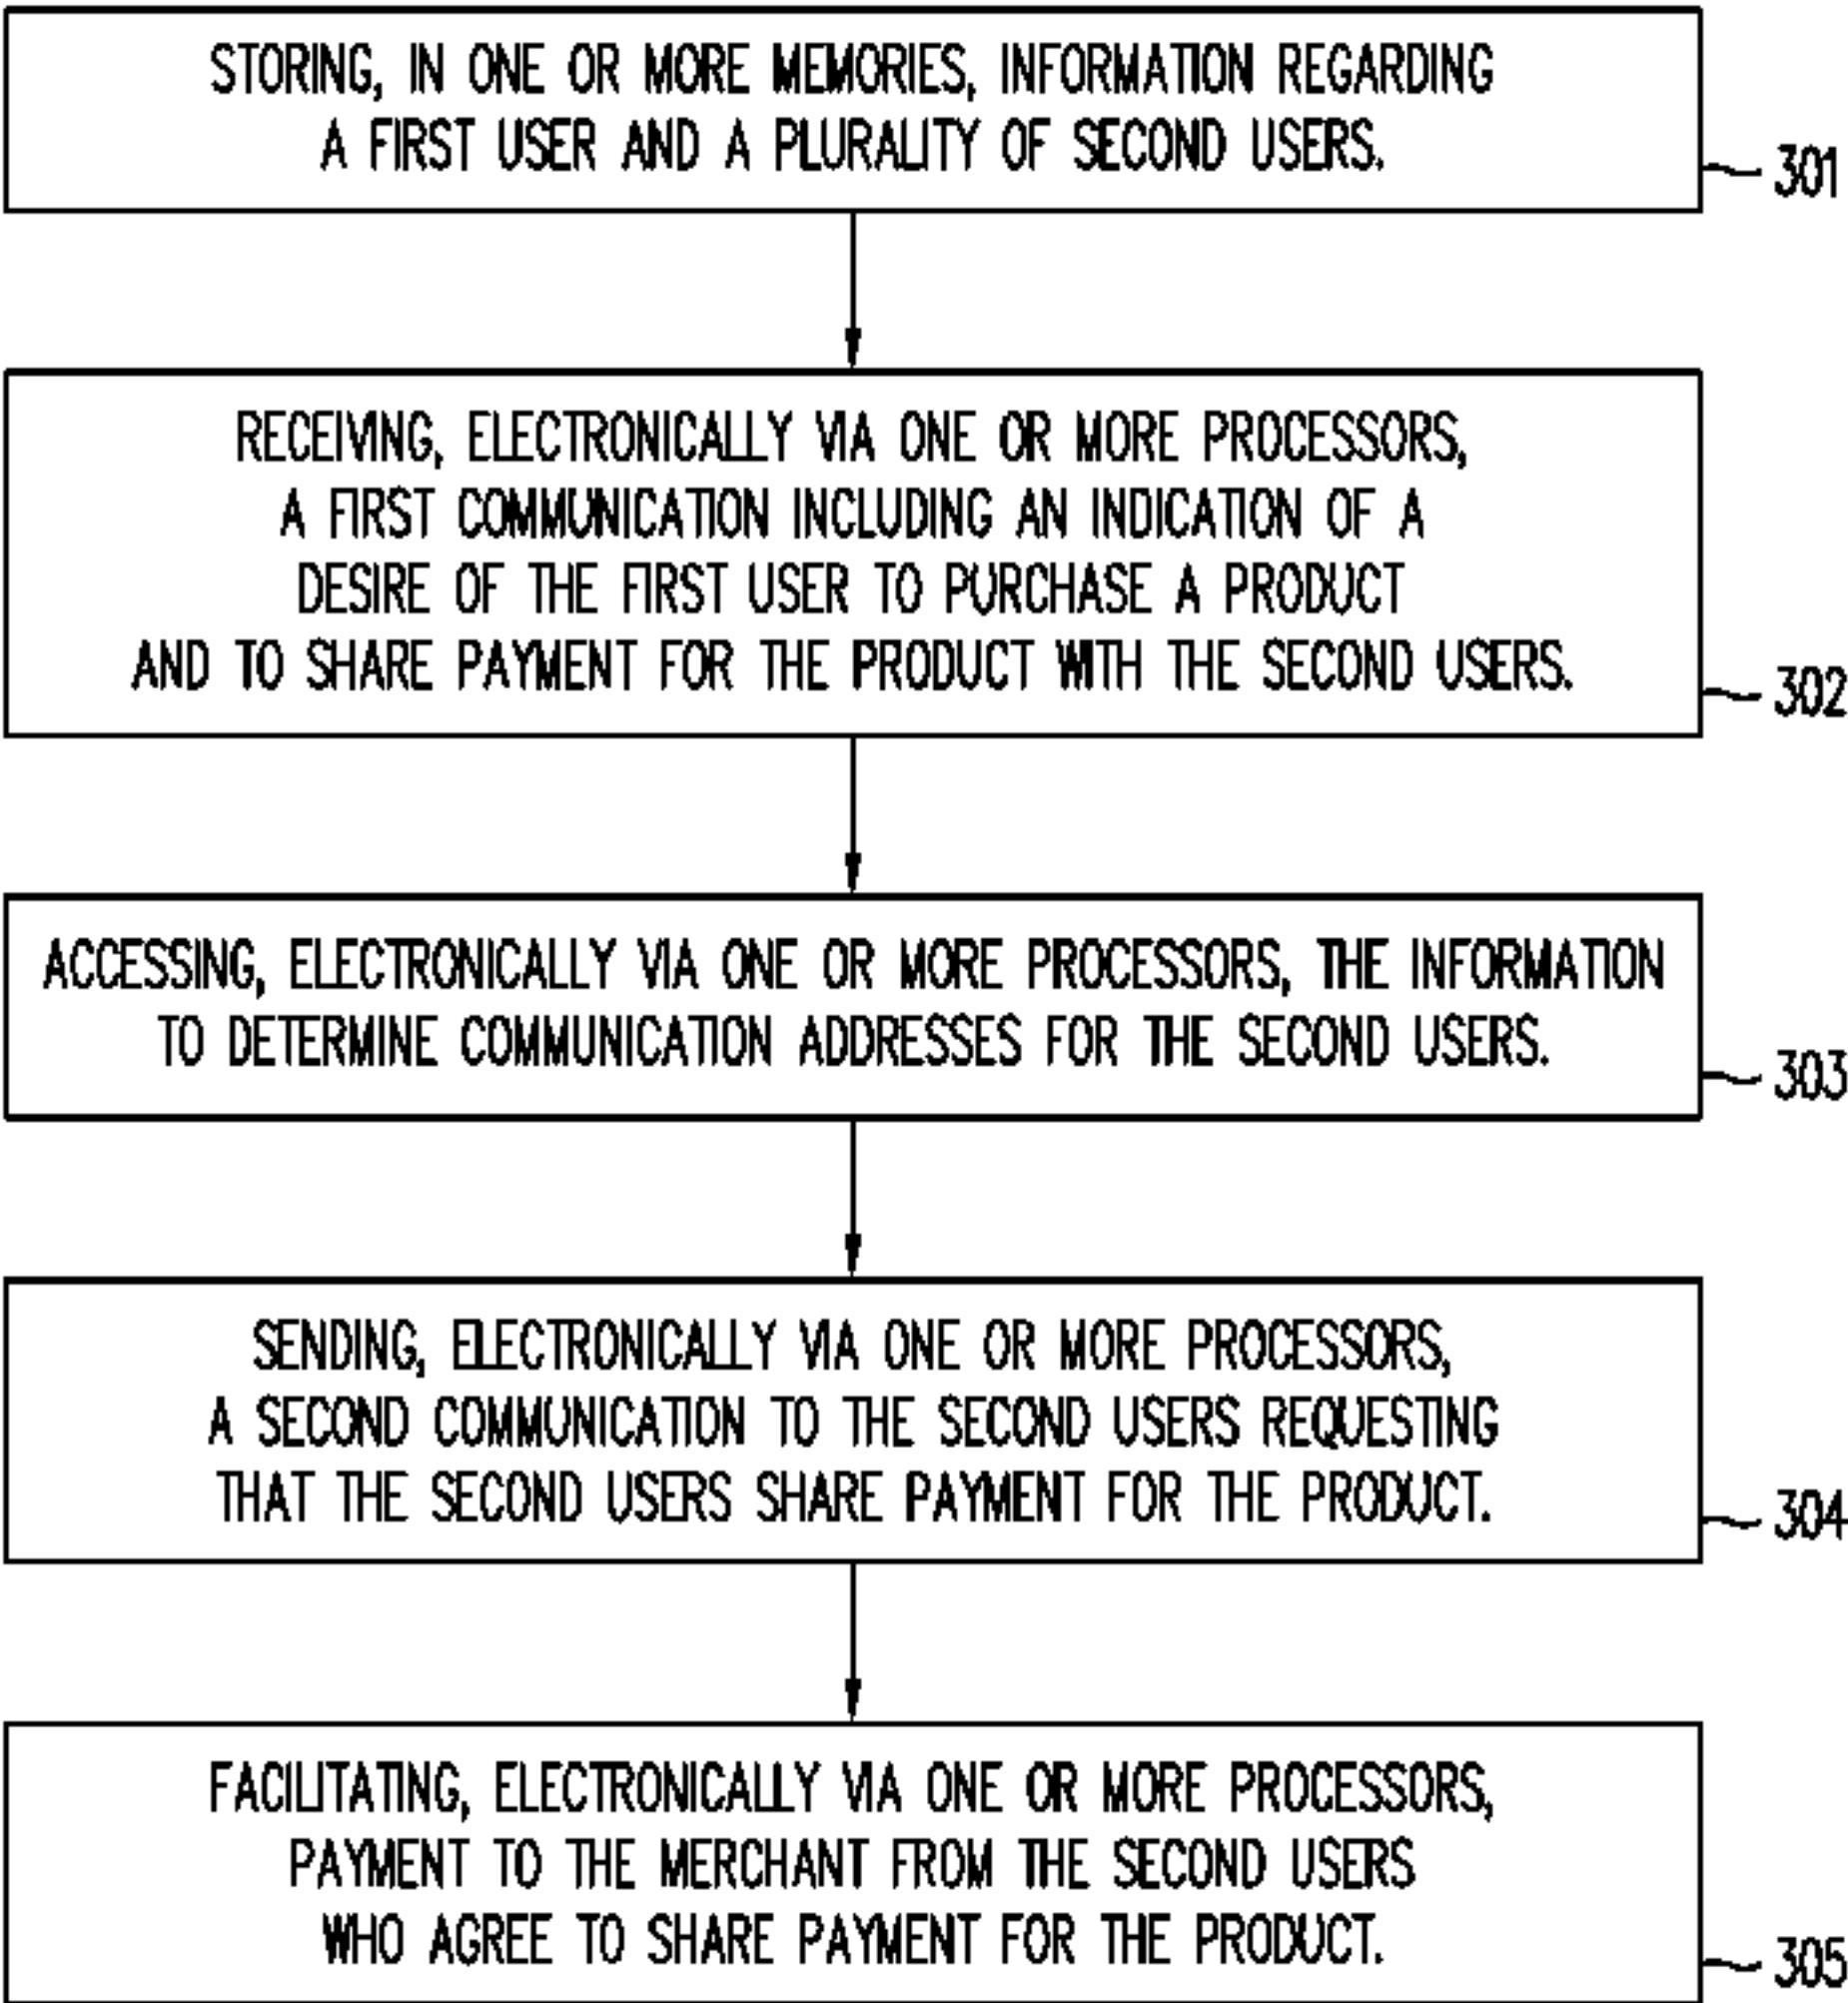 STORING, IN ONE OR MORE MEMORIES, INFORMATION REGARDING
A FIRST USER AND A PLURALITY OF SECOND USERS.
301
RECEIVING, ELECTRONICALLY VIA ONE OR MORE PROCESSORS,
A FIRST COMMUNICATION INCLUDING AN INDICATION OF A
DESIRE OF THE FIRST USER TO PURCHASE A PRODUCT
AND TO SHARE PAYMENT FOR THE PRODUCT WITH THE SECOND USERS.
302
ACCESSING, ELECTRONICALLY VIA ONE OR MORE PROCESSORS, THE INFORMATION
TO DETERMINE COMMUNICATION ADDRESSES FOR THE SECOND USERS.
303
SENDING, ELECTRONICALLY VIA ONE OR MORE PROCESSORS,
A SECOND COMMUNICATION TO THE SECOND USERS REQUESTING
THAT THE SECOND USERS SHARE PAYMENT FOR THE PRODUCT.
304
FACILITATING, ELECTRONICALLY VIA ONE OR MORE PROCESSORS,
PAYMENT TO THE MERCHANT FROM THE SECOND USERS
WHO AGREE TO SHARE PAYMENT FOR THE PRODUCT.
305